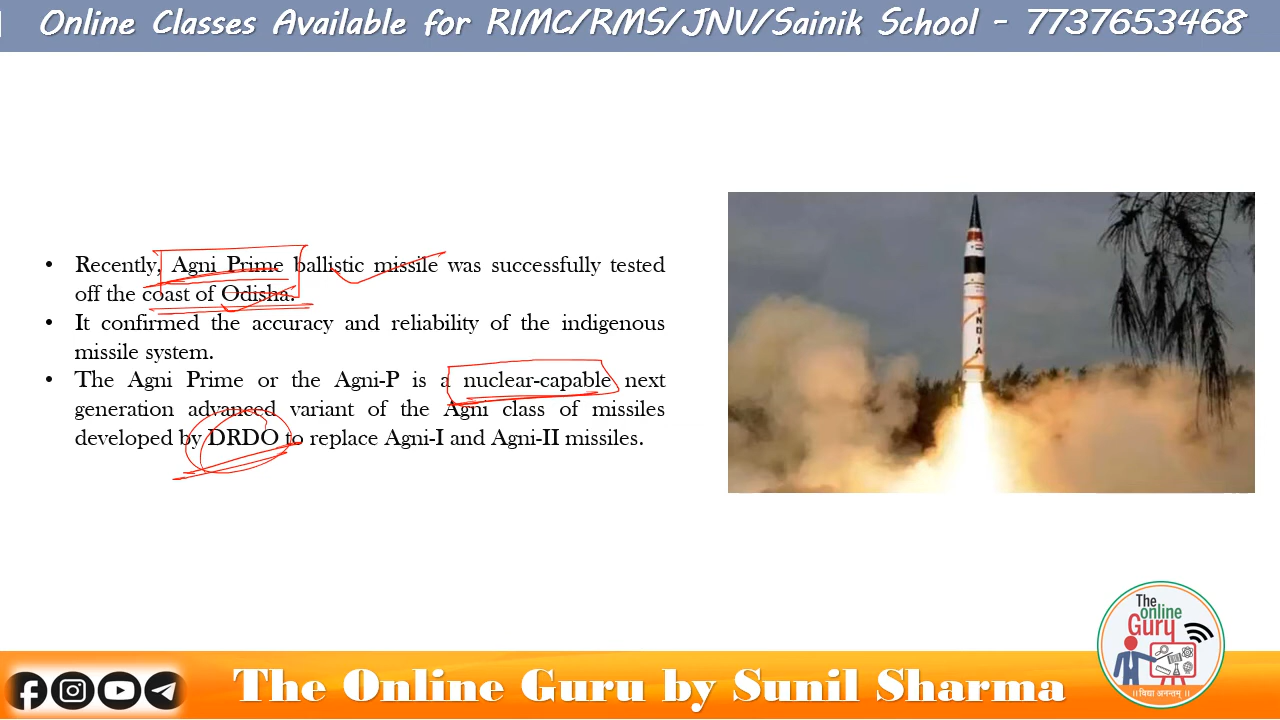 Online Classes Available for RIMC/RMS/JNV/Sainik School - 7737653468
• Recently, Agni Prime ballistic missile was successfully tested
off the coast of Odisha.
• It confirmed the accuracy and reliability of the indigenous
missile system.
• The Agni Prime or the Agni-P is a nuclear-capable next
generation advanced variant of the Agni class of missiles
developed by DRDO to replace Agni-I and Agni-II missiles.
INDIA
The
online
Guru
॥विद्या अनन्तम्॥
The Online Guru by Sunil Sharma